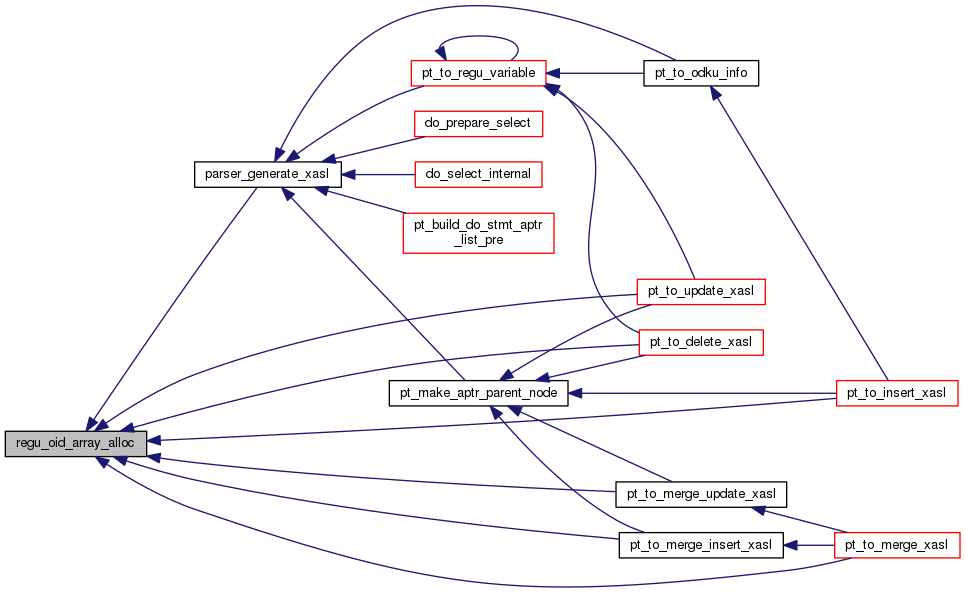 pt_to_regu_variable
pt_to_odku_info
do_prepare_select
parser_generate_xasl
do_select_internal
pt_build_do_stmt_aptr
_list_pre
pt_to_update_xasl
pt_to_delete_xasl
pt_make_aptr_parent_node
pt_to_insert_xasl
regu_oid_array_alloc
pt_to_merge_update_xasl
pt_to_merge_insert_xasl
pt_to_merge_xasl